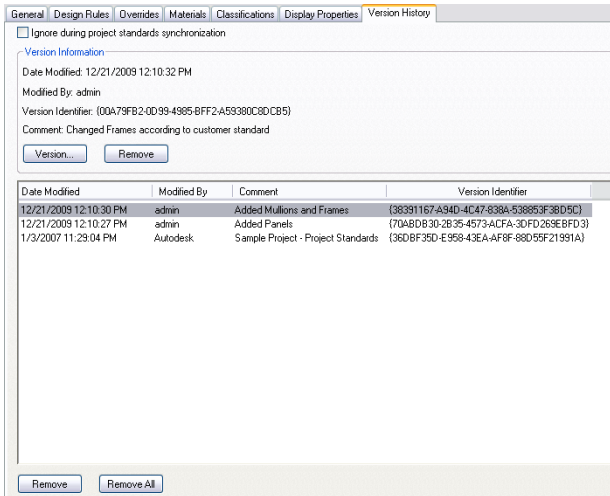 General Design Rules Overrides Materials Classifications Display Properties Version History
Ignore during project standards synchronization
Version Information
Date Modified: 12/21/2009 12:10:32 PM
Modified By: admin
Version Identifier: {00A79FB2-0D99-4985-BFF2-A59380C8DCB5}
Comment: Changed Frames according to customer standard
Version... Remove
Date Modified Modified By Comment Version Identifier
12/21/2009 12:10:30 PM admin Added Mullions and Frames {38391167-A94D-4C47-838A-538853F3BD5C}
12/21/2009 12:10:27 PM admin Added Panels {70ABDB30-2B35-4573-ACFA-3DFD269EBFD3}
1/3/2007 11:29:04 PM Autodesk Sample Project - Project Standards {36DBF35D-E958-43EA-AF8F-88D55F21991A}
Remove Remove All